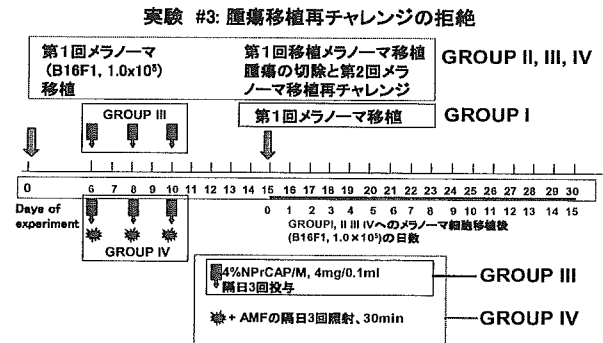 実験 #3: 腫瘍移植再チャレンジの拒絶
第1回メラノーマ
(B16F1, 1.0x10⁵)
移植
第1回移植メラノーマ移植
腫瘍の切除と第2回メラ
ノーマ移植再チャレンジ
GROUP II, III, IV
GROUP III
第1回メラノーマ移植
GROUP I
0 6 7 8 9 10 11 12 13 14 15 16 17 18 19 20 21 22 23 24 25 26 27 28 29 30
Days of
experiment
0 1 2 3 4 5 6 7 8 9 10 11 12 13 14 15
GROUPI, II III IVへのメラノーマ細胞移植後
(B16F1, 1.0×10⁵)の日数
GROUP IV
4%NPrCAP/M, 4mg/0.1ml
隔日3回投与
GROUP III
+ AMFの隔日3回照射、30min
GROUP IV